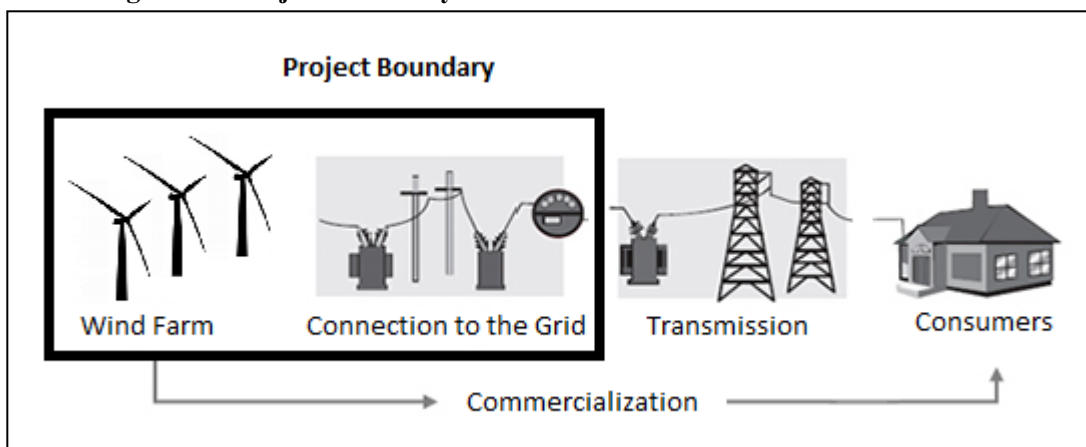 Project Boundary
Wind Farm
Connection to the Grid
Transmission
Consumers
Commercialization